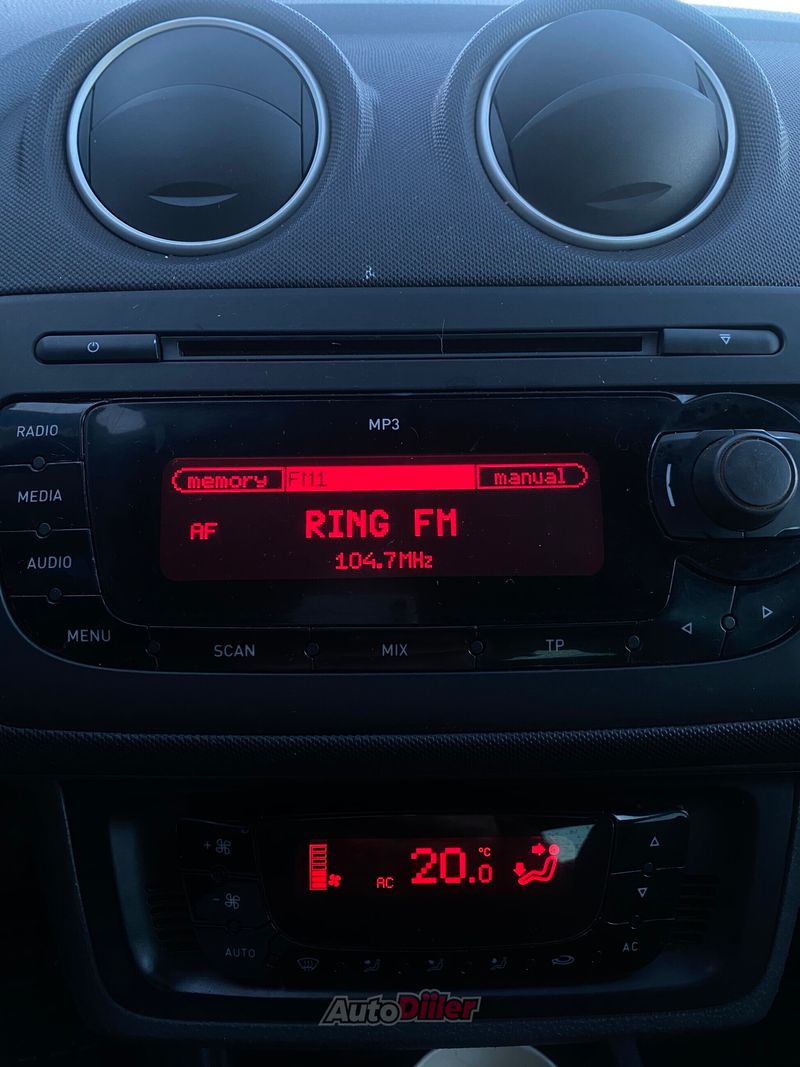 MP3
RADIO
MEDIA
AUDIO
MENU
memory FM1 manual
AF RING FM
104.7MHz
SCAN MIX TP
AC 20.0 °C
AUTO
AC
AutoDiiler